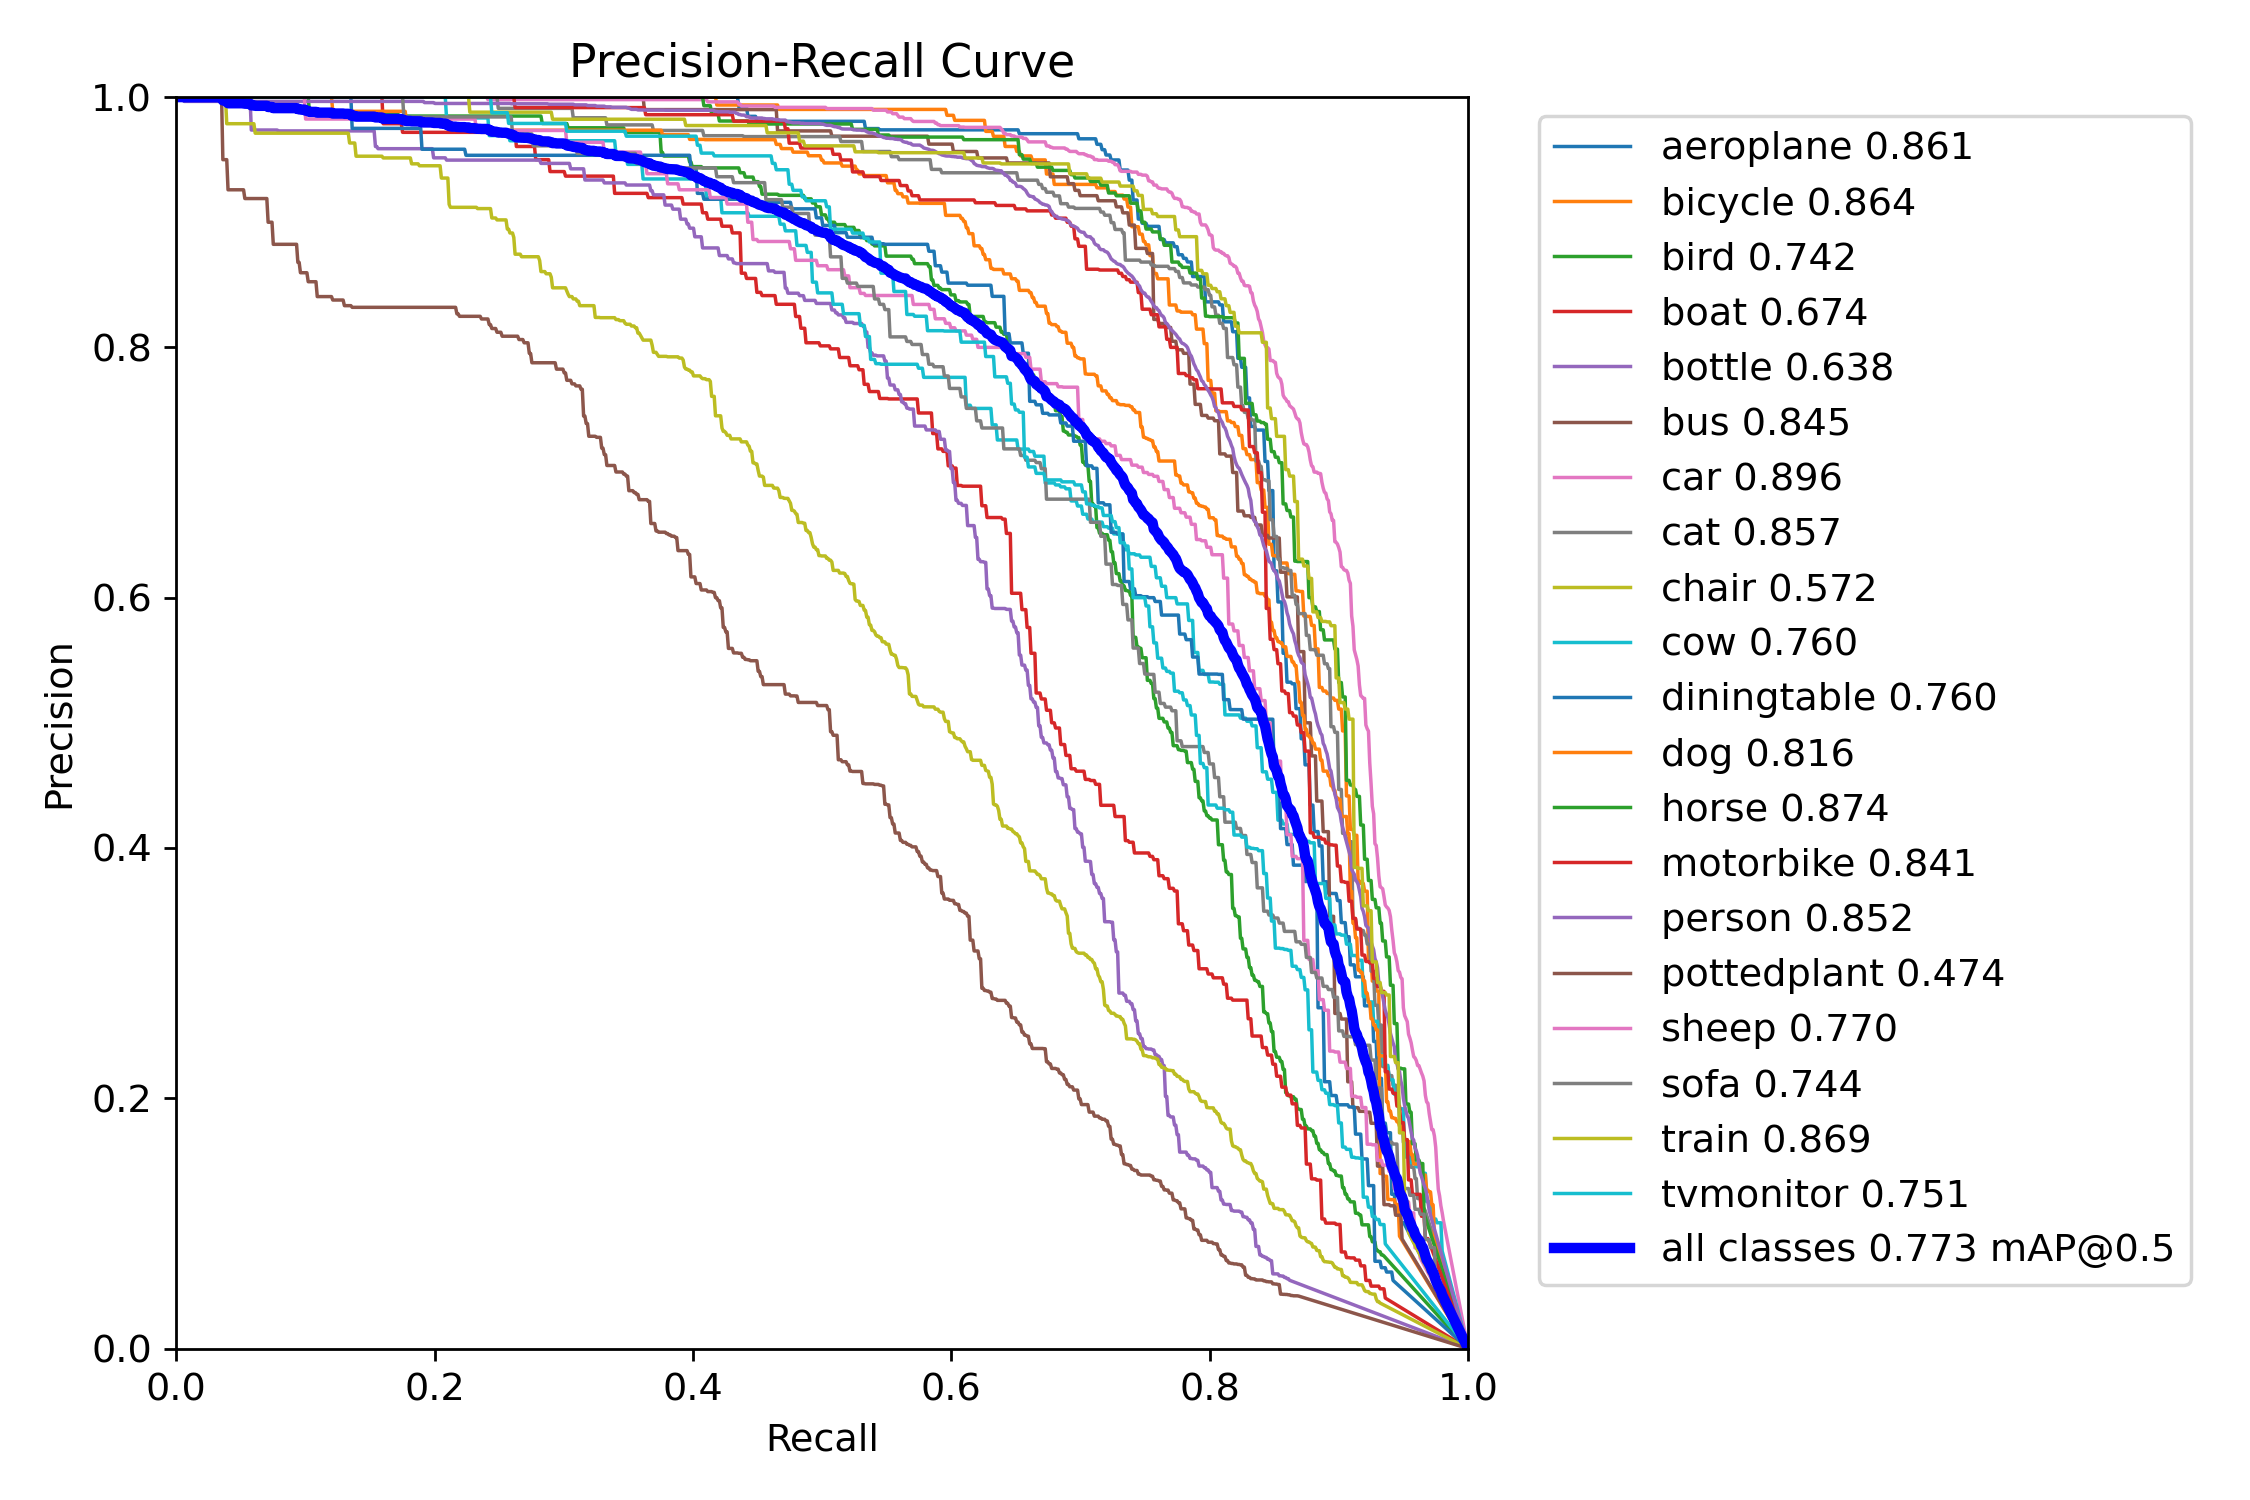 Precision-Recall Curve
1.0
0.8
0.6
0.4
0.2
0.0
Precision
0.0 0.2 0.4 0.6 0.8 1.0
Recall
aeroplane 0.861
bicycle 0.864
bird 0.742
boat 0.674
bottle 0.638
bus 0.845
car 0.896
cat 0.857
chair 0.572
cow 0.760
diningtable 0.760
dog 0.816
horse 0.874
motorbike 0.841
person 0.852
pottedplant 0.474
sheep 0.770
sofa 0.744
train 0.869
tvmonitor 0.751
all classes 0.773 mAP@0.5